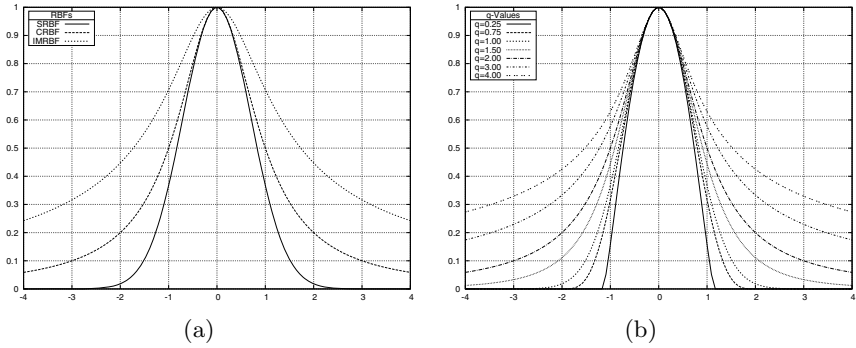 RBFs
SRBF
CRBF
IMRBF
1
0.9
0.8
0.7
0.6
0.5
0.4
0.3
0.2
0.1
0
-4 -3 -2 -1 0 1 2 3 4
(a)
q-Values
q=0.25
q=0.75
q=1.00
q=1.50
q=2.00
q=3.00
q=4.00
1
0.9
0.8
0.7
0.6
0.5
0.4
0.3
0.2
0.1
0
-4 -3 -2 -1 0 1 2 3 4
(b)